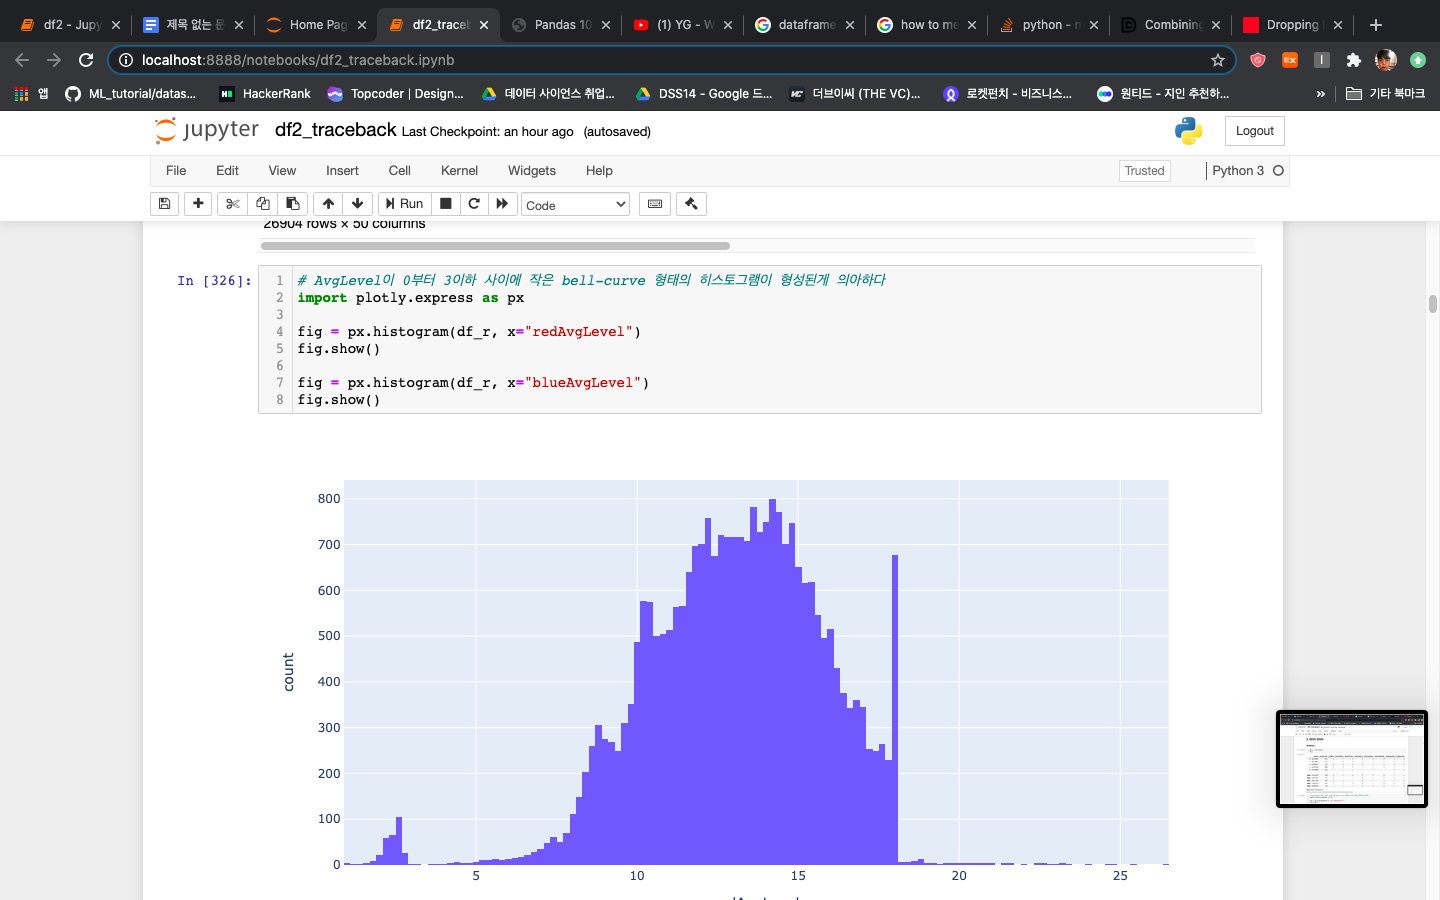 df2 - Jupy
제목 없는 문
Home Pag
df2_traceb
Pandas 10
(1) YG - W
dataframe
how to me
python - n
Combining
Dropping
localhost:8888/notebooks/df2_traceback.ipynb
앱
ML_tutorial/datas...
HackerRank
Topcoder | Design...
데이터 사이언스 취업...
DSS14 - Google 드...
더브이씨 (THE VC)...
로켓펀치 - 비즈니스...
원티드 - 지인 추천하...
»
기타 북마크
jupyter df2_traceback Last Checkpoint: an hour ago (autosaved)
Logout
File Edit View Insert Cell Kernel Widgets Help
Trusted
Python 3
Run
Code
26904 rows × 50 columns
In [326]:
1 # AvgLevel이 0부터 3이하 사이에 작은 bell-curve 형태의 히스토그램이 형성된게 의아하다
2 import plotly.express as px
3
4 fig = px.histogram(df_r, x="redAvgLevel")
5 fig.show()
6
7 fig = px.histogram(df_r, x="blueAvgLevel")
8 fig.show()
800
700
600
500
400
300
200
100
0
count
5 10 15 20 25